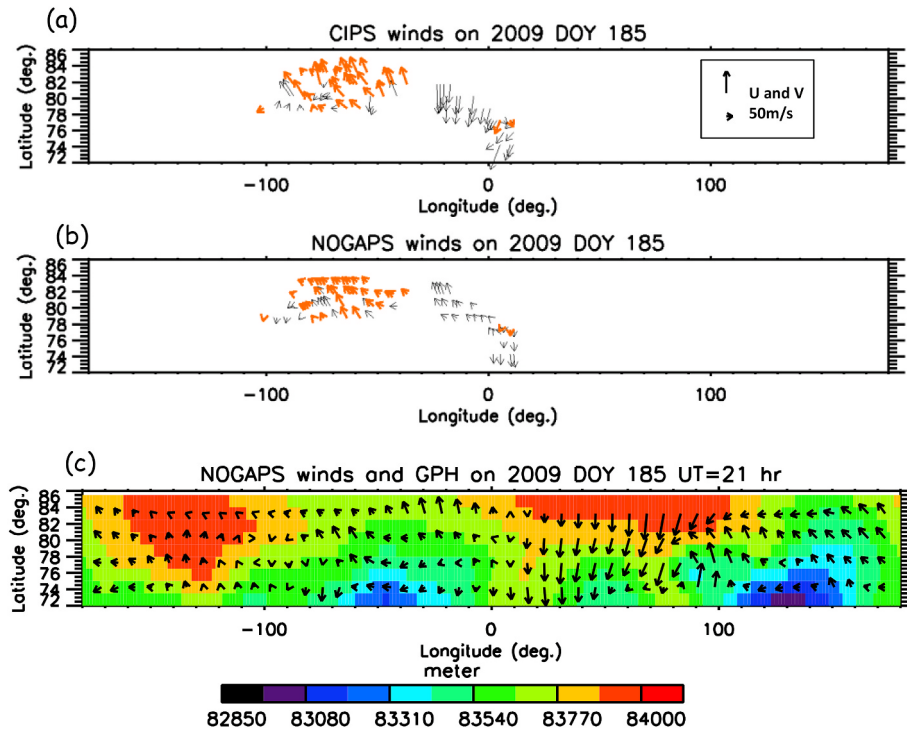 (a)
CIPS winds on 2009 DOY 185
86
84
82
80
78
76
74
72
Latitude (deg.)
U and V
50m/s
-100 0 100
Longitude (deg.)
(b)
NOGAPS winds on 2009 DOY 185
86
84
82
80
78
76
74
72
Latitude (deg.)
-100 0 100
Longitude (deg.)
(c)
NOGAPS winds and GPH on 2009 DOY 185 UT=21 hr
86
84
82
80
78
76
74
72
Latitude (deg.)
-100 0 100
Longitude (deg.)
meter
82850 83080 83310 83540 83770 84000